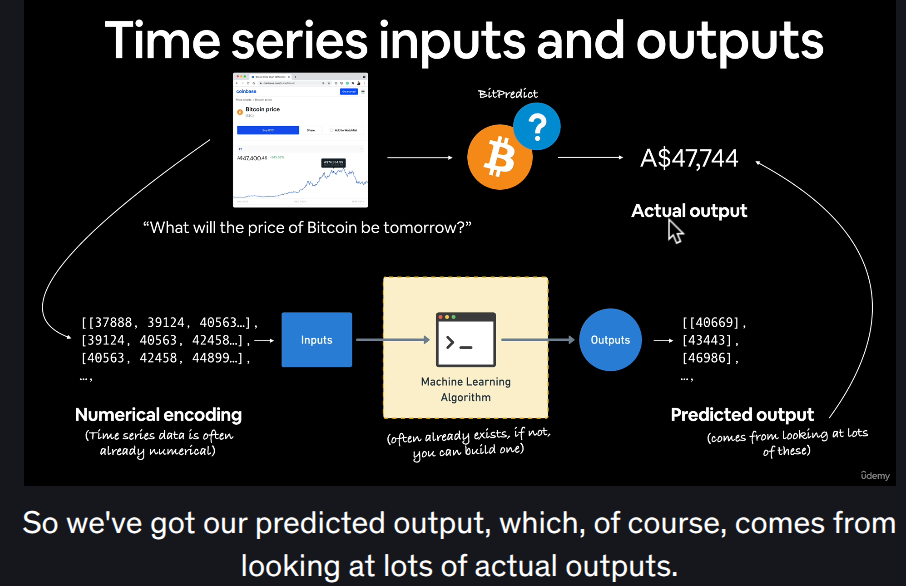 Time series inputs and outputs
coinbase
Bitcoin price
BitPredict
?
A$47,744
Actual output
“What will the price of Bitcoin be tomorrow?”
[[37888, 39124, 40563…],
[39124, 40563, 42458…],
[40563, 42458, 44899…],
…,
Inputs
>_
Machine Learning
Algorithm
Outputs
[[40669],
[43443],
[46986],
…,
Numerical encoding
(Time series data is often
already numerical)
(often already exists, if not,
you can build one)
Predicted output
(comes from looking at lots
of these)
ûdemy
So we've got our predicted output, which, of course, comes from
looking at lots of actual outputs.